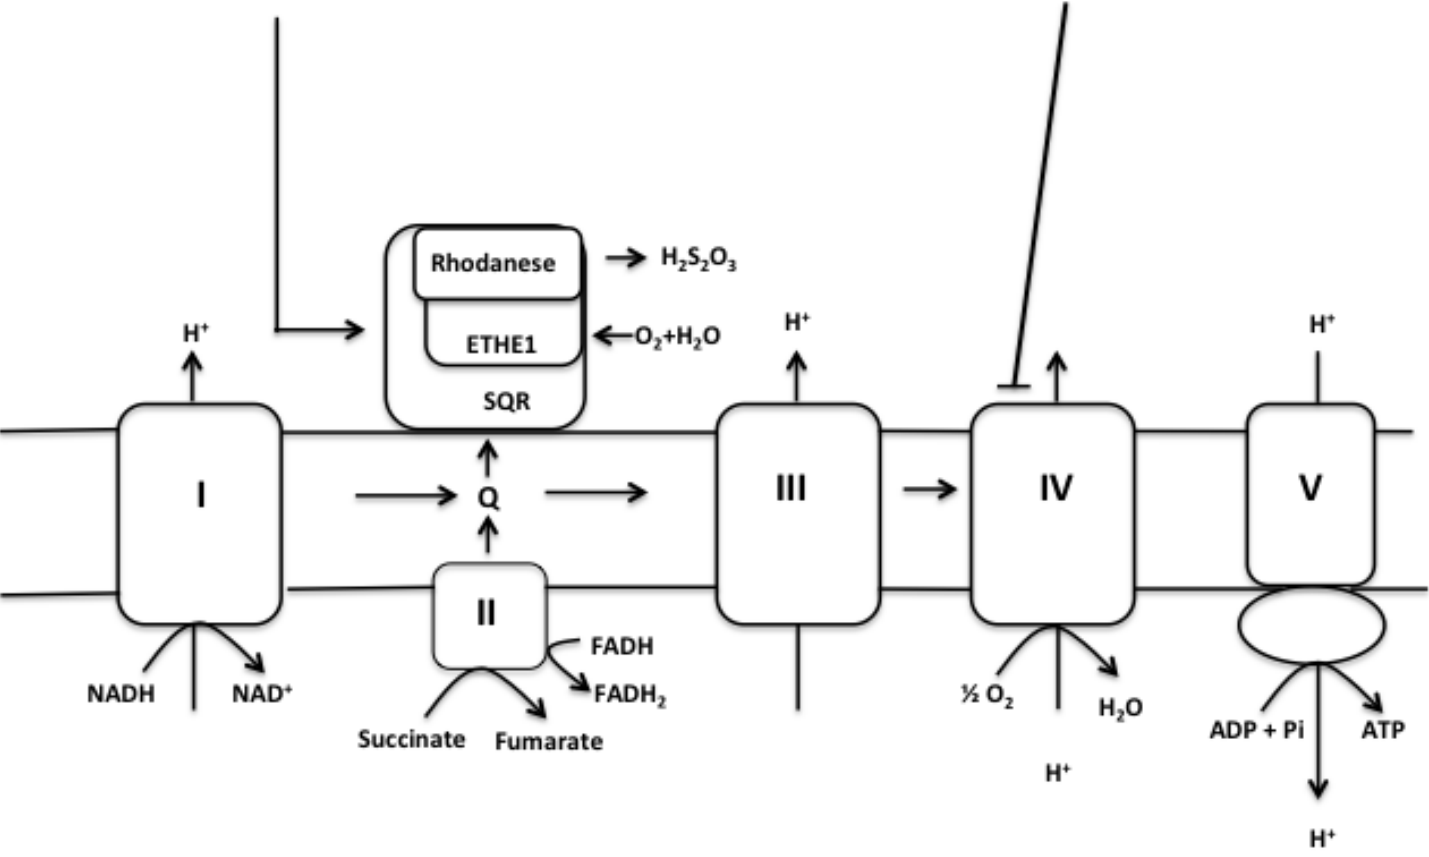 Rhodanese
H₂S₂O₃
H⁺
H⁺
H⁺
O₂+H₂O
ETHE1
SQR
I
Q
III
IV
V
II
FADH
NADH
NAD⁺
FADH₂
½ O₂
H₂O
Succinate
Fumarate
ADP + Pi
ATP
H⁺
H⁺